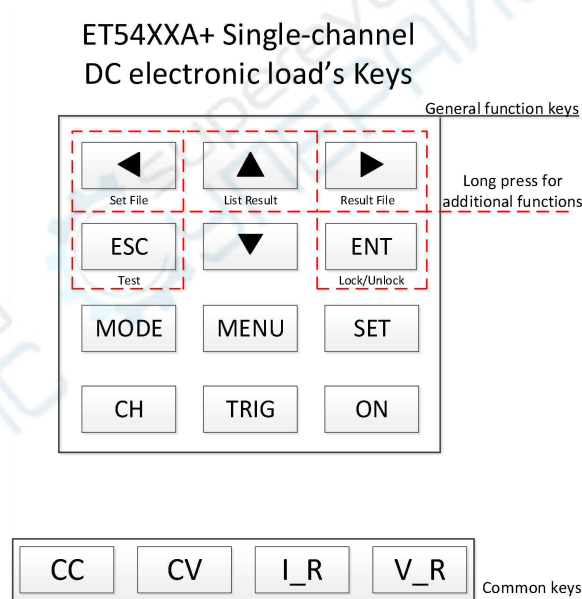 ET54XXA+ Single-channel
DC electronic load's Keys
General function keys
Set File
List Result
Result File
Long press for
additional functions
ESC
ENT
Test
Lock/Unlock
MODE
MENU
SET
CH
TRIG
ON
CC
CV
I_R
V_R
Common keys